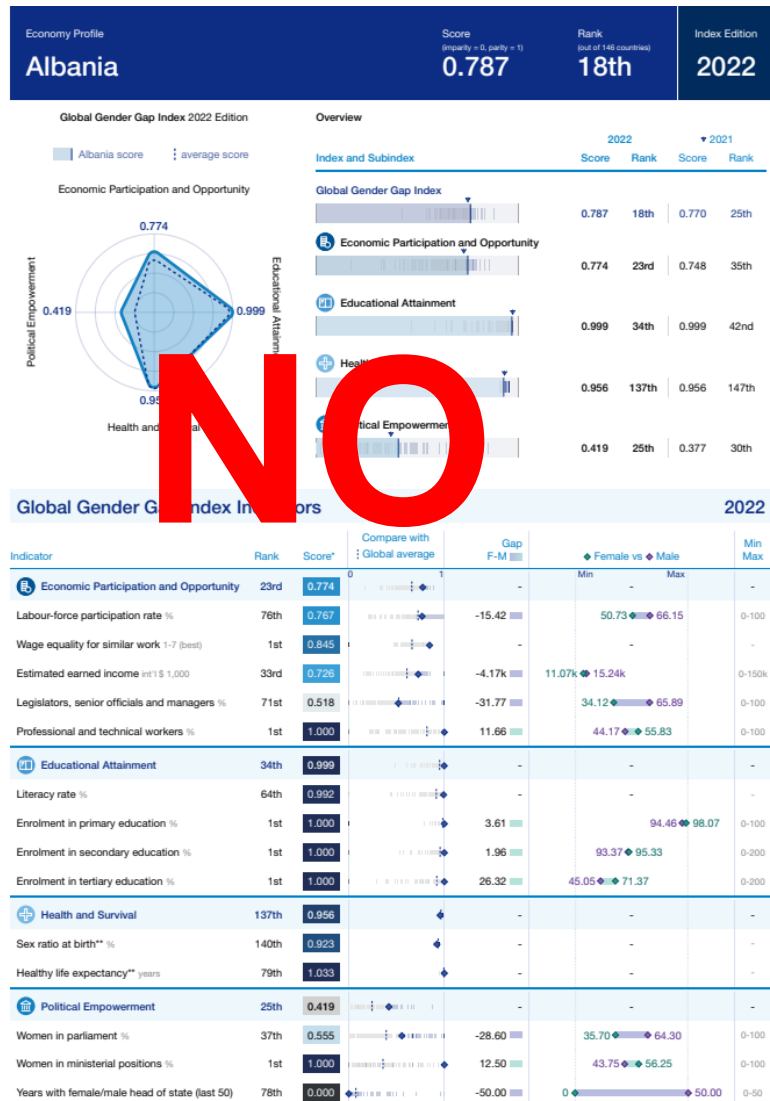 Economy Profile
Albania
Score
(imparity = 0, parity = 1)
0.787
Rank
(out of 146 countries)
18th
Index Edition
2022
Global Gender Gap Index 2022 Edition
Albania score average score
Economic Participation and Opportunity
0.774
Political Empowerment
0.419
0.999
Educational
Health and
Overview
2022 2021
Index and Subindex Score Rank Score Rank
Global Gender Gap Index
0.787 18th 0.770 25th
Economic Participation and Opportunity
0.774 23rd 0.748 35th
Educational Attainment
0.999 34th 0.999 42nd
0.956 137th 0.956 147th
0.419 25th 0.377 30th
NO
Global Gender Gap Index Indicators 2022
Indicator Rank Score* Compare with Global average Gap F-M Female vs Male Min Max
0 1 Min Max
Economic Participation and Opportunity 23rd 0.774 - - -
Labour-force participation rate % 76th 0.767 -15.42 50.73 66.15 0-100
Wage equality for similar work 1-7 (best) 1st 0.845 - - -
Estimated earned income int'l $ 1,000 33rd 0.726 -4.17k 11.07k 15.24k 0-150k
Legislators, senior officials and managers % 71st 0.518 -31.77 34.12 65.89 0-100
Professional and technical workers % 1st 1.000 11.66 44.17 55.83 0-100
Educational Attainment 34th 0.999 - - -
Literacy rate % 64th 0.992 - - -
Enrolment in primary education % 1st 1.000 3.61 94.46 98.07 0-100
Enrolment in secondary education % 1st 1.000 1.96 93.37 95.33 0-200
Enrolment in tertiary education % 1st 1.000 26.32 45.05 71.37 0-200
Health and Survival 137th 0.956 - - -
Sex ratio at birth** % 140th 0.923 - - -
Healthy life expectancy** years 79th 1.033 - - -
Political Empowerment 25th 0.419 - - -
Women in parliament % 37th 0.555 -28.60 35.70 64.30 0-100
Women in ministerial positions % 1st 1.000 12.50 43.75 56.25 0-100
Years with female/male head of state (last 50) 78th 0.000 -50.00 0 50.00 0-50